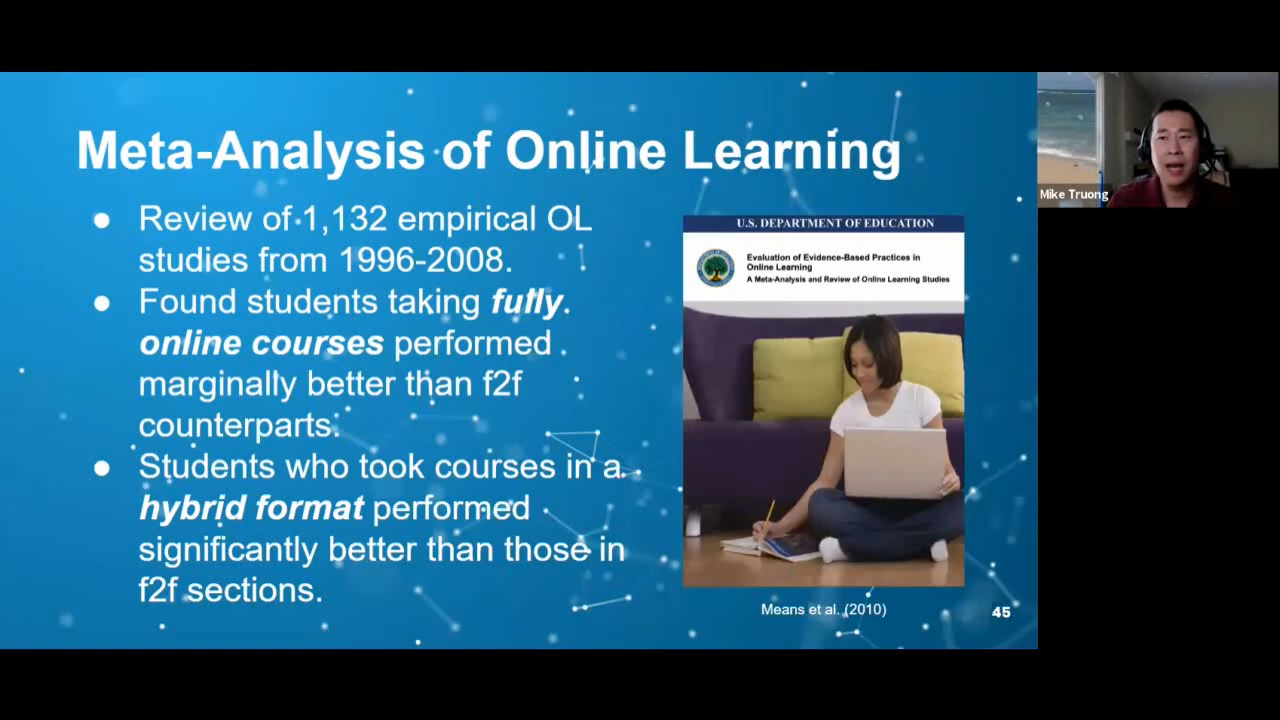 Meta-Analysis of Online Learning
● Review of 1,132 empirical OL
studies from 1996-2008.
● Found students taking fully
online courses performed
marginally better than f2f
counterparts.
● Students who took courses in a
hybrid format performed
significantly better than those in
f2f sections.
U.S. DEPARTMENT OF EDUCATION
Evaluation of Evidence-Based Practices in
Online Learning
A Meta-Analysis and Review of Online Learning Studies
Means et al. (2010)
45
Mike Truong